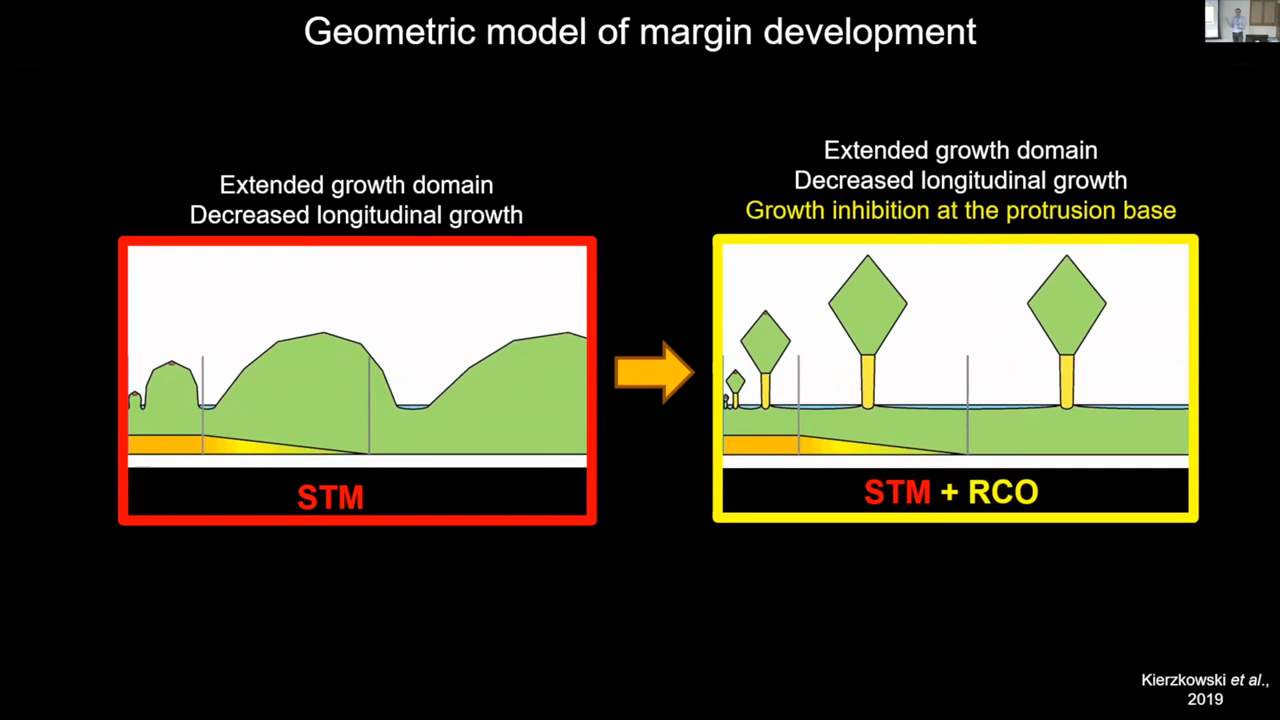 Geometric model of margin development
Extended growth domain
Decreased longitudinal growth
STM
Extended growth domain
Decreased longitudinal growth
Growth inhibition at the protrusion base
STM + RCO
Kierzkowski et al.,
2019